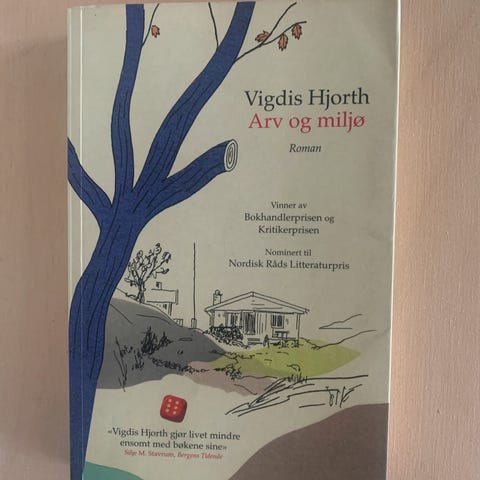 Vigdis Hjorth
Arv og miljø
Roman
Vinner av
Bokhandlerprisen og
Kritikerprisen
Nominert til
Nordisk Råds Litteraturpris
«Vigdis Hjorth gjør livet mindre
ensomt med bøkene sine»
Silje M. Stavrum, Bergens Tidende